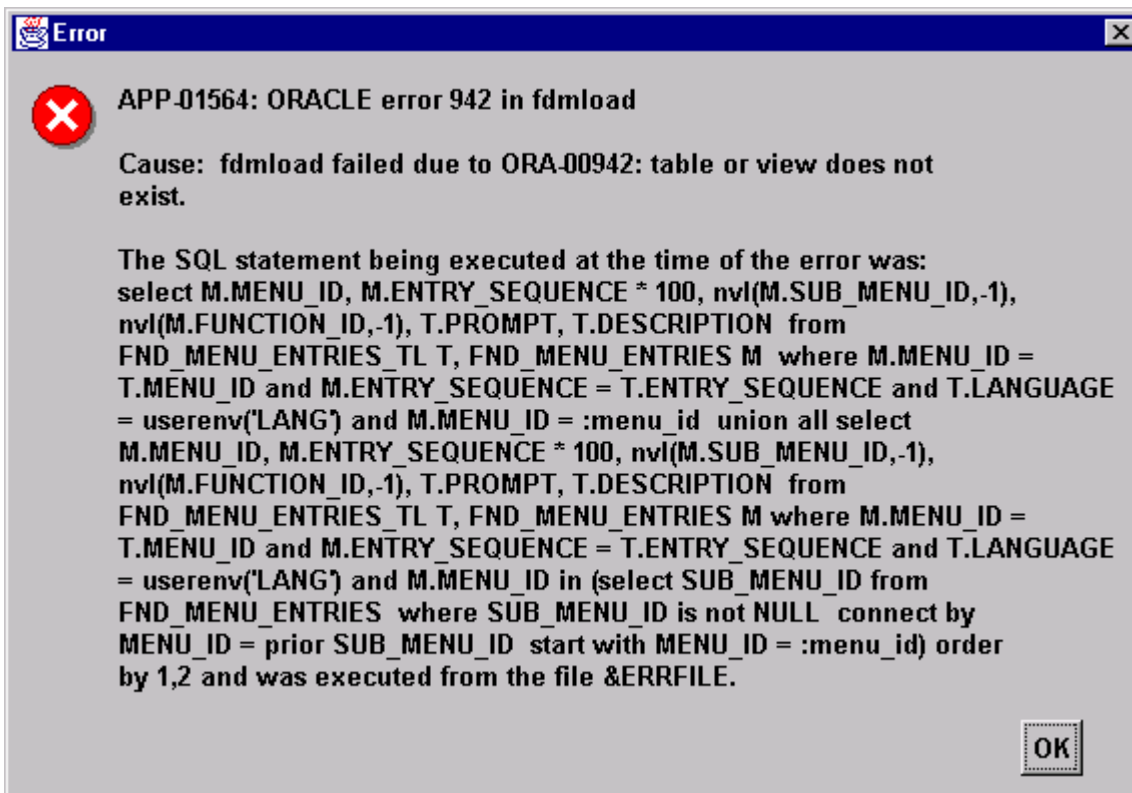 Error
APP-01564: ORACLE error 942 in fdmload
Cause:  fdmload failed due to ORA-00942: table or view does not
exist.
The SQL statement being executed at the time of the error was:
select M.MENU_ID, M.ENTRY_SEQUENCE * 100, nvl(M.SUB_MENU_ID,-1),
nvl(M.FUNCTION_ID,-1), T.PROMPT, T.DESCRIPTION  from
FND_MENU_ENTRIES_TL T, FND_MENU_ENTRIES M  where M.MENU_ID =
T.MENU_ID and M.ENTRY_SEQUENCE = T.ENTRY_SEQUENCE and T.LANGUAGE
= userenv('LANG') and M.MENU_ID = :menu_id  union all select
M.MENU_ID, M.ENTRY_SEQUENCE * 100, nvl(M.SUB_MENU_ID,-1),
nvl(M.FUNCTION_ID,-1), T.PROMPT, T.DESCRIPTION  from
FND_MENU_ENTRIES_TL T, FND_MENU_ENTRIES M where M.MENU_ID =
T.MENU_ID and M.ENTRY_SEQUENCE = T.ENTRY_SEQUENCE and T.LANGUAGE
= userenv('LANG') and M.MENU_ID in (select SUB_MENU_ID from
FND_MENU_ENTRIES  where SUB_MENU_ID is not NULL  connect by
MENU_ID = prior SUB_MENU_ID  start with MENU_ID = :menu_id) order
by 1,2 and was executed from the file &ERRFILE.
OK